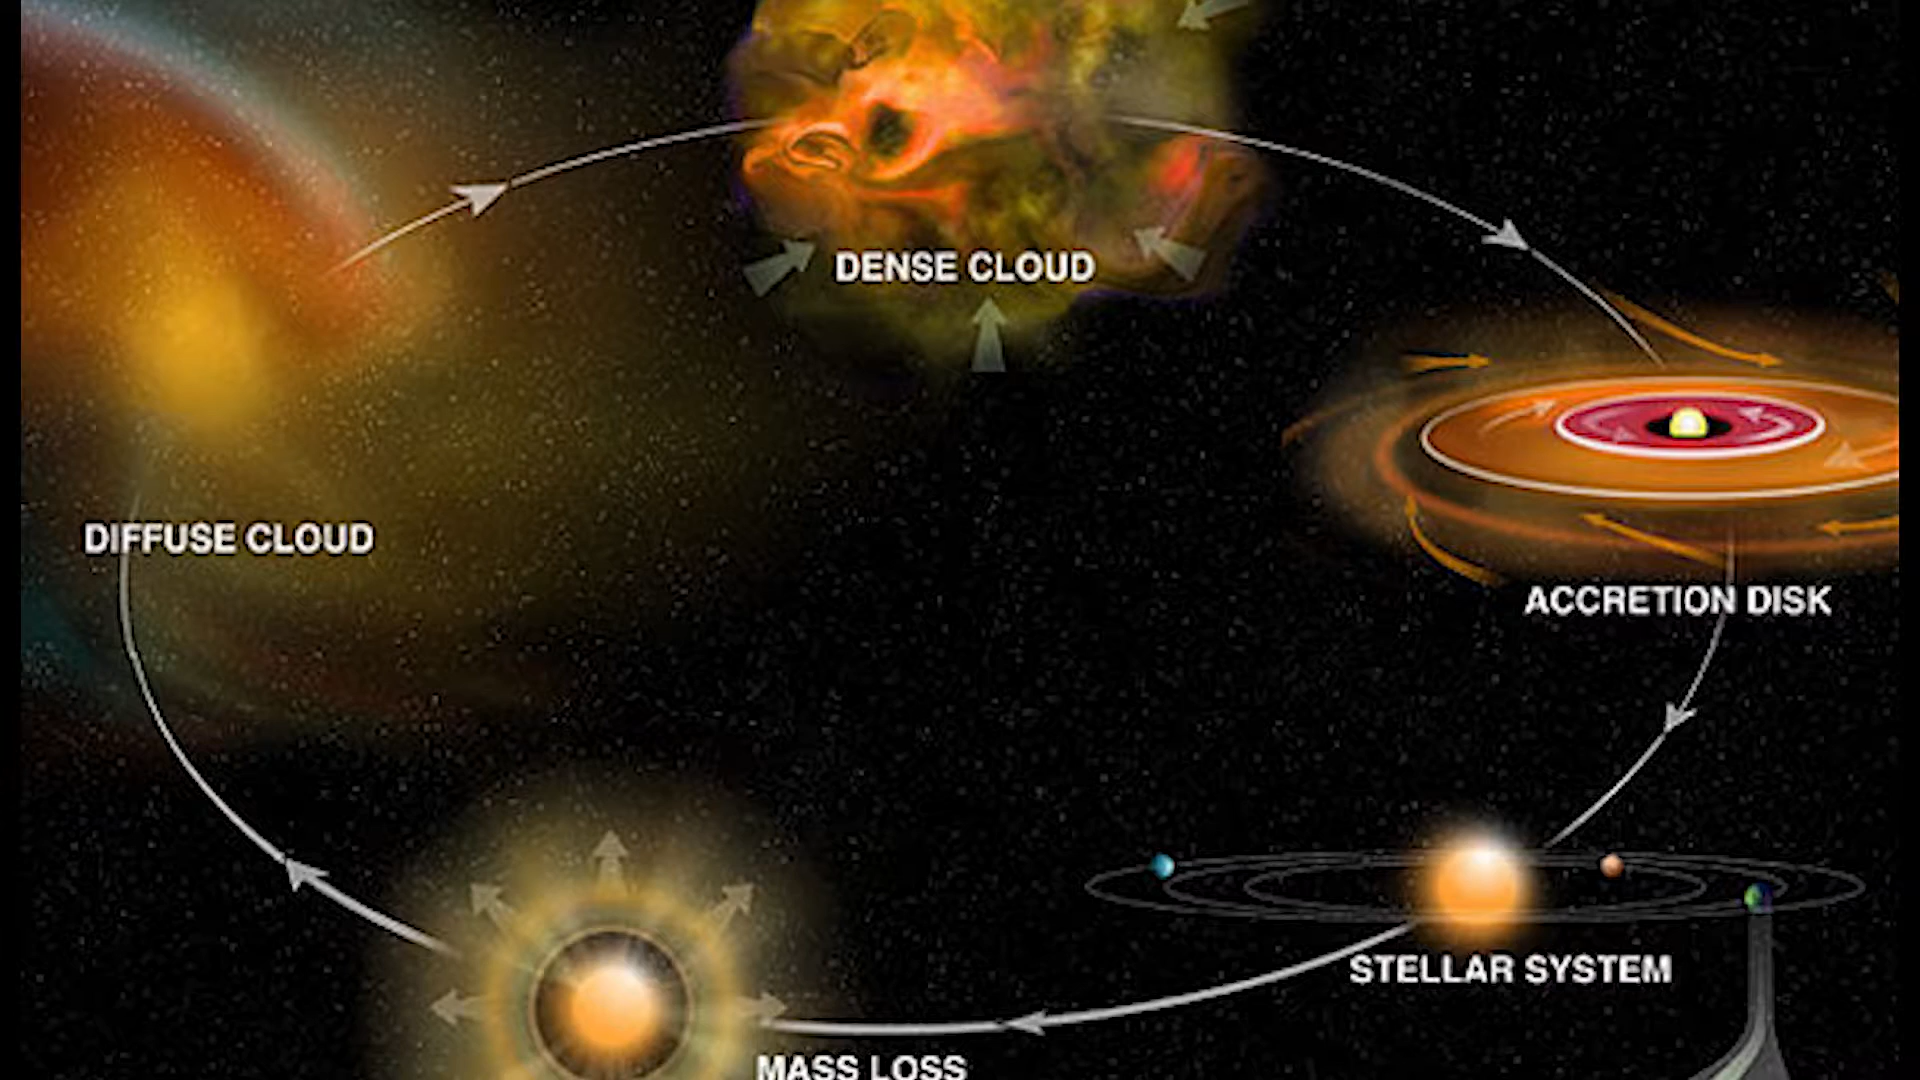 DENSE CLOUD
DIFFUSE CLOUD
ACCRETION DISK
STELLAR SYSTEM
MASS LOSS